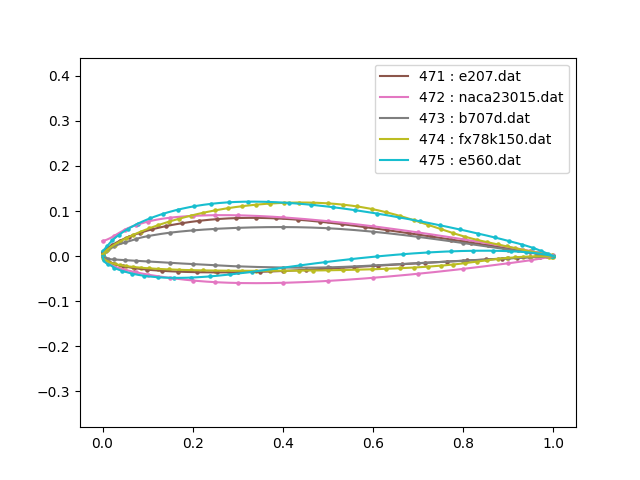 0.4
0.3
0.2
0.1
0.0
−0.1
−0.2
−0.3
0.0 0.2 0.4 0.6 0.8 1.0
471 : e207.dat
472 : naca23015.dat
473 : b707d.dat
474 : fx78k150.dat
475 : e560.dat